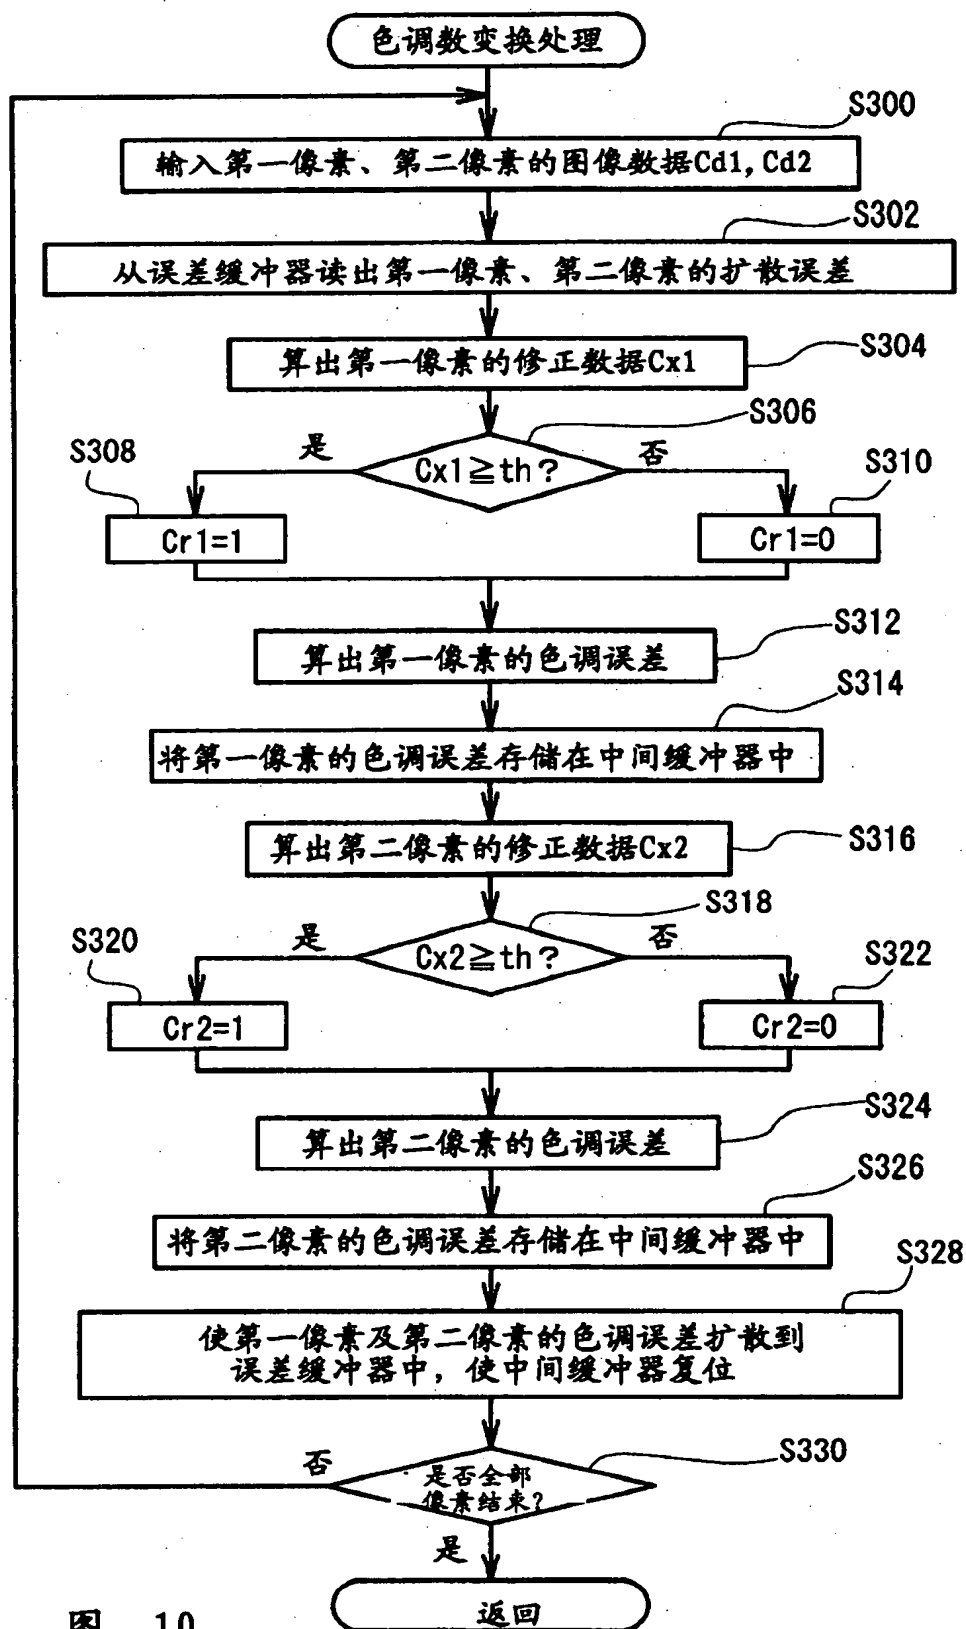 色调数变换处理
S300
输入第一像素、第二像素的图像数据Cd1,Cd2
S302
从误差缓冲器读出第一像素、第二像素的扩散误差
S304
算出第一像素的修正数据Cx1
S306
是
Cx1≧th?
否
S308
S310
Cr1=1
Cr1=0
S312
算出第一像素的色调误差
S314
将第一像素的色调误差存储在中间缓冲器中
S316
算出第二像素的修正数据Cx2
S318
是
Cx2≧th?
否
S320
S322
Cr2=1
Cr2=0
S324
算出第二像素的色调误差
S326
将第二像素的色调误差存储在中间缓冲器中
S328
使第一像素及第二像素的色调误差扩散到
误差缓冲器中，使中间缓冲器复位
S330
否
是否全部
像素结束?
是
返回
图 10